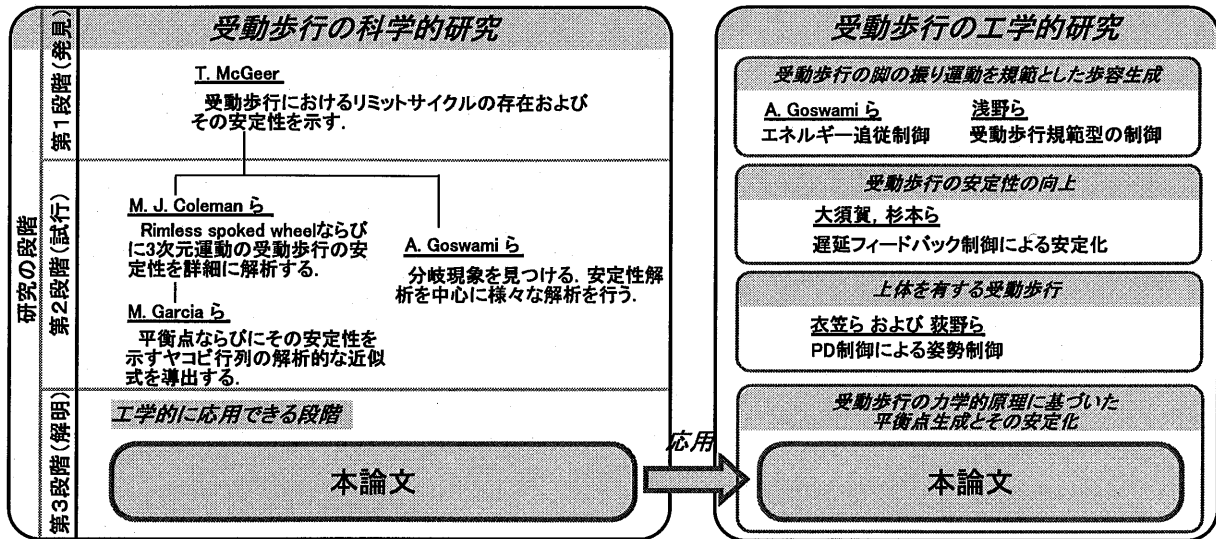 受動歩行の科学的研究
研究の段階
第1段階(発見)
T. McGeer
受動歩行におけるリミットサイクルの存在および
その安定性を示す.
第2段階(試行)
M. J. Coleman ら
Rimless spoked wheelならび
に3次元運動の受動歩行の安
定性を詳細に解析する.
M. Garcia ら
平衡点ならびにその安定性を
示すヤコビ行列の解析的な近似
式を導出する.
A. Goswami ら
分岐現象を見つける. 安定性解
析を中心に様々な解析を行う.
第3段階(解明)
工学的に応用できる段階
本論文
応用
受動歩行の工学的研究
受動歩行の脚の振り運動を規範とした歩容生成
A. Goswami ら
エネルギー追従制御
浅野ら
受動歩行規範型の制御
受動歩行の安定性の向上
大須賀, 杉本ら
遅延フィードバック制御による安定化
上体を有する受動歩行
衣笠ら および 荻野ら
PD制御による姿勢制御
受動歩行の力学的原理に基づいた
平衡点生成とその安定化
本論文